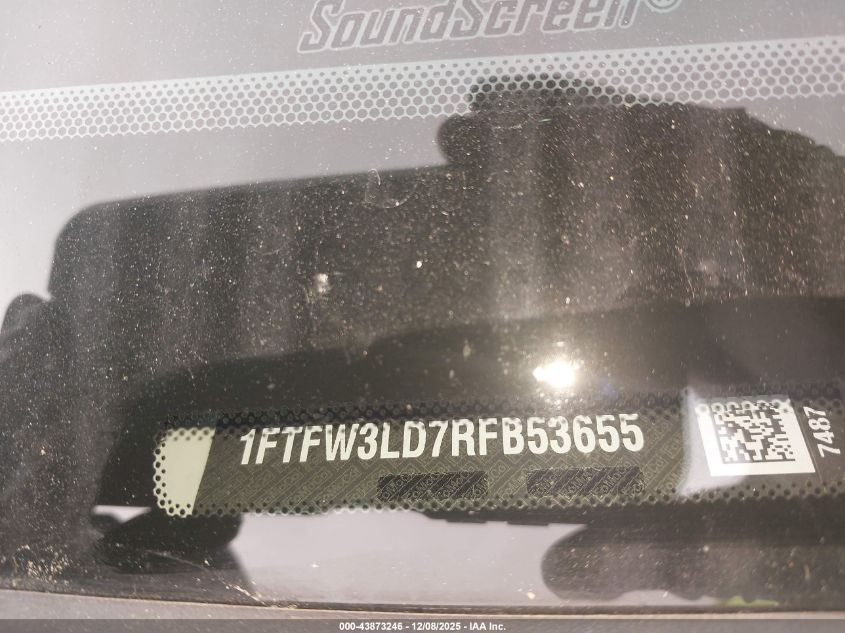 SoundScreen®
1FTFW3LD7RFB53655
7487
000-43873246 - 12/08/2025 - IAA Inc.